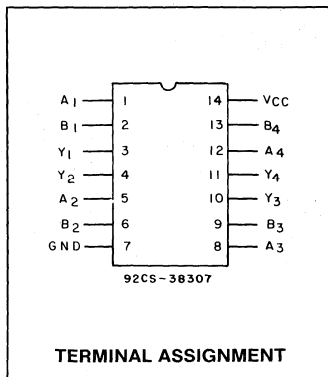 A1 1 14 VCC
B1 2 13 B4
Y1 3 12 A4
Y2 4 11 Y4
A2 5 10 Y3
B2 6 9 B3
GND 7 8 A3
92CS-38307
TERMINAL ASSIGNMENT